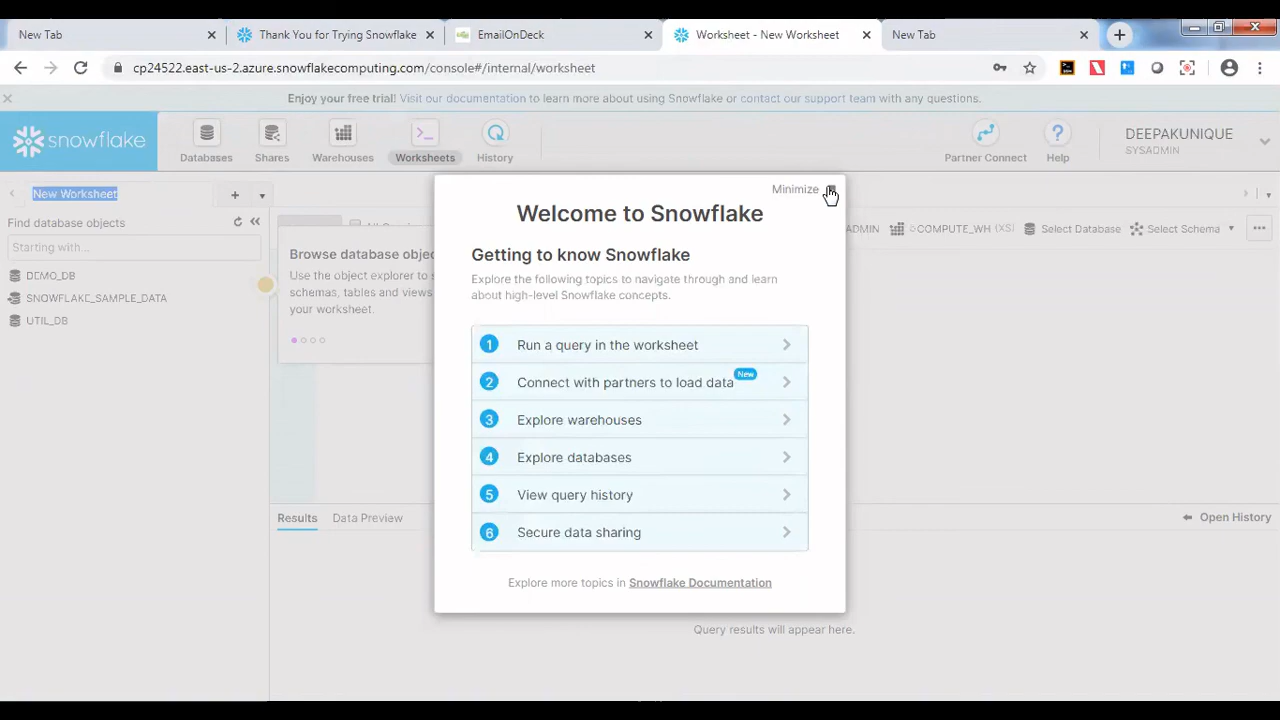 New Tab
Thank You for Trying Snowflake
EmailOnDeck
Worksheet - New Worksheet
New Tab
cp24522.east-us-2.azure.snowflakecomputing.com/console#/internal/worksheet
Enjoy your free trial! Visit our documentation to learn more about using Snowflake or contact our support team with any questions.
snowflake
Databases
Shares
Warehouses
Worksheets
History
Partner Connect
Help
DEEPAKUNIQUE
SYSADMIN
New Worksheet
Find database objects
Starting with...
DEMO_DB
SNOWFLAKE_SAMPLE_DATA
UTIL_DB
Browse database objec
Use the object explorer to s
schemas, tables and views
your worksheet.
ADMIN
COMPUTE_WH (XS)
Select Database
Select Schema
Minimize
Welcome to Snowflake
Getting to know Snowflake
Explore the following topics to navigate through and learn
about high-level Snowflake concepts.
1 Run a query in the worksheet
2 Connect with partners to load data New
3 Explore warehouses
4 Explore databases
5 View query history
6 Secure data sharing
Explore more topics in Snowflake Documentation
Results
Data Preview
Open History
Query results will appear here.